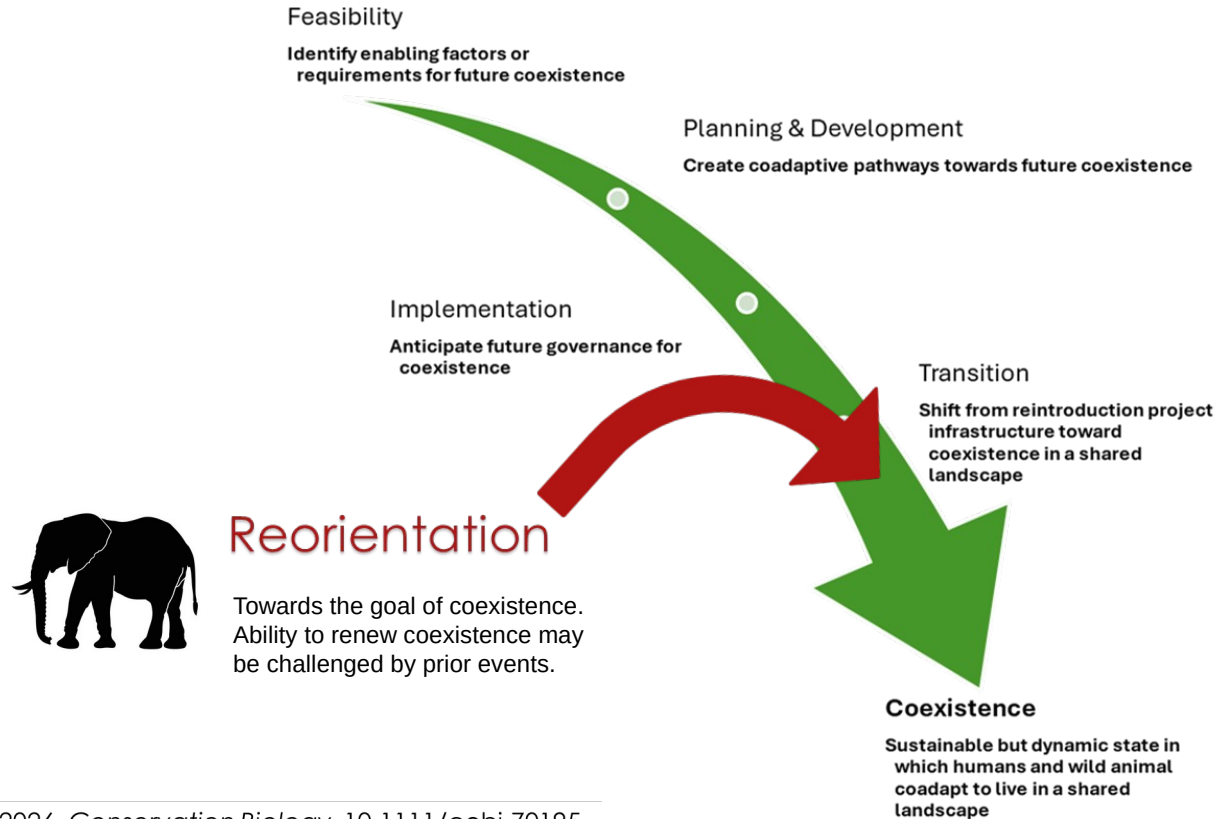 Feasibility
Identify enabling factors or
requirements for future coexistence
Planning & Development
Create coadaptive pathways towards future coexistence
Implementation
Anticipate future governance for
coexistence
Transition
Shift from reintroduction project
infrastructure toward
coexistence in a shared
landscape
Reorientation
Towards the goal of coexistence.
Ability to renew coexistence may
be challenged by prior events.
Coexistence
Sustainable but dynamic state in
which humans and wild animal
coadapt to live in a shared
landscape
Conservation Biology